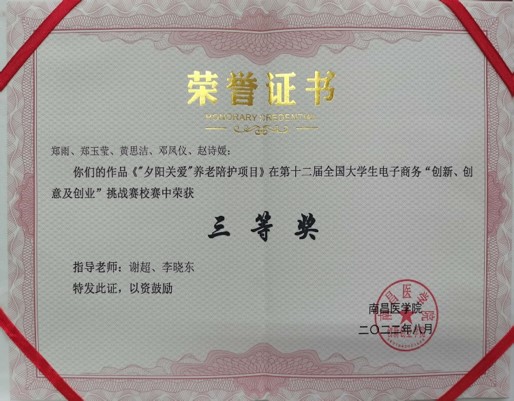 荣誉证书
HONORARY CREDENTIAL
郑雨、郑玉莹、黄思洁、邓凤仪、赵诗媛：
你们的作品《"夕阳关爱"养老陪护项目》在第十二届全国大学生电子商务“创新、创
意及创业”挑战赛校赛中荣获
三等奖
指导老师：谢超、李晓东
特发此证，以资鼓励
南昌医学院
二〇二二年八月